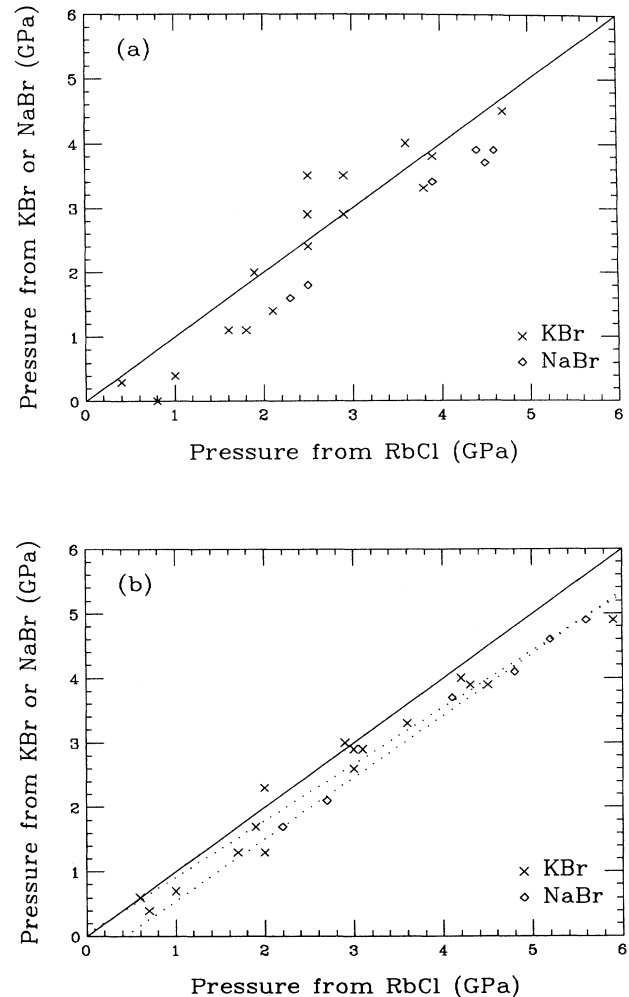 (a)
Pressure from KBr or NaBr (GPa)
6
5
4
3
2
1
0
× KBr
◇ NaBr
0 1 2 3 4 5 6
Pressure from RbCl (GPa)
(b)
Pressure from KBr or NaBr (GPa)
6
5
4
3
2
1
0
× KBr
◇ NaBr
0 1 2 3 4 5 6
Pressure from RbCl (GPa)